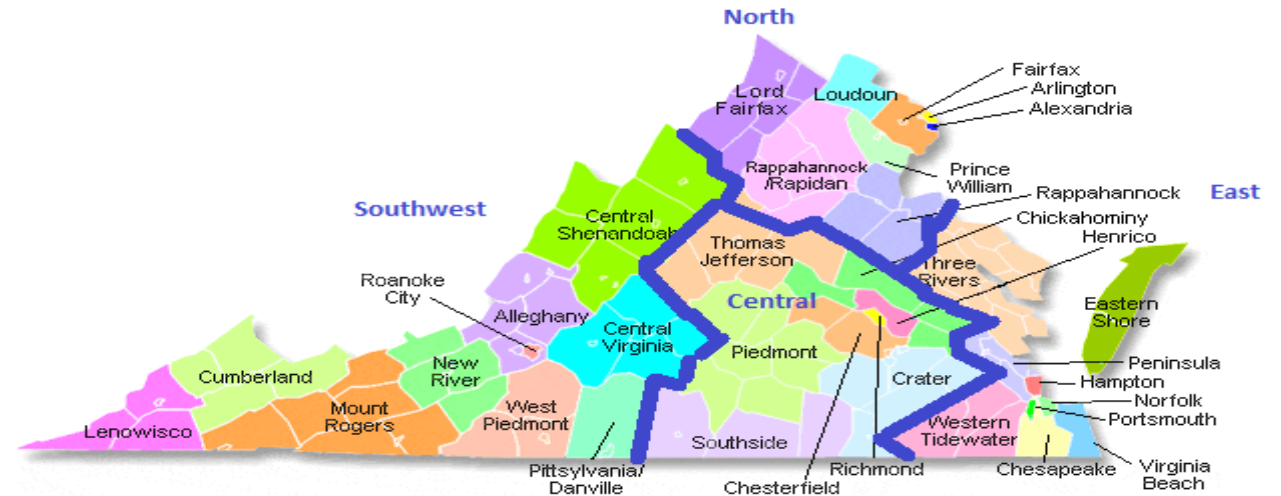 North
Fairfax
Arlington
Alexandria
Lord
Fairfax
Loudoun
Rappahannock
/Rapidan
Prince
William
Rappahannock
East
Southwest
Central
Shenandoah
Thomas
Jefferson
Chickahominy
Henrico
Three
Rivers
Roanoke
City
Alleghany
Central
Eastern
Shore
Central
Virginia
Piedmont
New
River
Cumberland
Peninsula
Crater
Hampton
Norfolk
Portsmouth
West
Piedmont
Mount
Rogers
Lenowisco
Western
Tidewater
Southside
Pittsylvania/
Danville
Richmond
Chesterfield
Chesapeake
Virginia
Beach